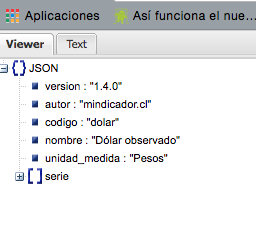 Aplicaciones Así funciona el nue...
Viewer Text
JSON
version : "1.4.0"
autor : "mindicador.cl"
codigo : "dolar"
nombre : "Dólar observado"
unidad_medida : "Pesos"
serie